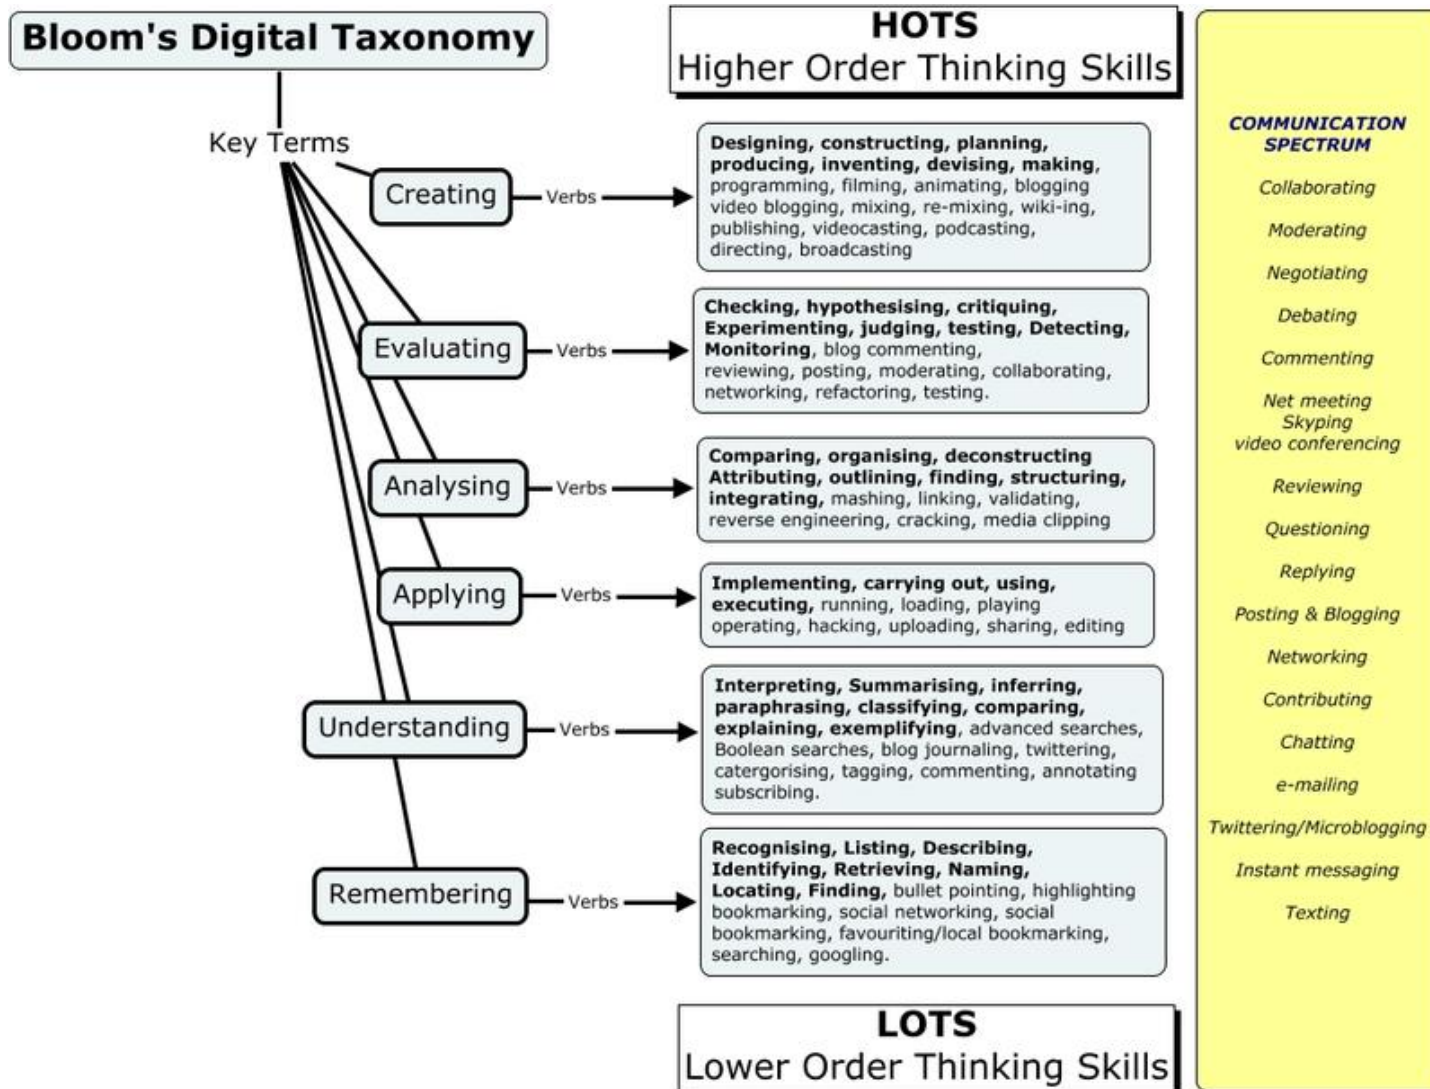 Bloom's Digital Taxonomy
Key Terms
HOTS
Higher Order Thinking Skills
Creating
Verbs
Designing, constructing, planning,
producing, inventing, devising, making,
programming, filming, animating, blogging
video blogging, mixing, re-mixing, wiki-ing,
publishing, videocasting, podcasting,
directing, broadcasting
Evaluating
Verbs
Checking, hypothesising, critiquing,
Experimenting, judging, testing, Detecting,
Monitoring, blog commenting,
reviewing, posting, moderating, collaborating,
networking, refactoring, testing.
Analysing
Verbs
Comparing, organising, deconstructing
Attributing, outlining, finding, structuring,
integrating, mashing, linking, validating,
reverse engineering, cracking, media clipping
Applying
Verbs
Implementing, carrying out, using,
executing, running, loading, playing
operating, hacking, uploading, sharing, editing
Understanding
Verbs
Interpreting, Summarising, inferring,
paraphrasing, classifying, comparing,
explaining, exemplifying, advanced searches,
Boolean searches, blog journaling, twittering,
catergorising, tagging, commenting, annotating
subscribing.
Remembering
Verbs
Recognising, Listing, Describing,
Identifying, Retrieving, Naming,
Locating, Finding, bullet pointing, highlighting
bookmarking, social networking, social
bookmarking, favouriting/local bookmarking,
searching, googling.
LOTS
Lower Order Thinking Skills
COMMUNICATION
SPECTRUM
Collaborating
Moderating
Negotiating
Debating
Commenting
Net meeting
Skyping
video conferencing
Reviewing
Questioning
Replying
Posting & Blogging
Networking
Contributing
Chatting
e-mailing
Twittering/Microblogging
Instant messaging
Texting